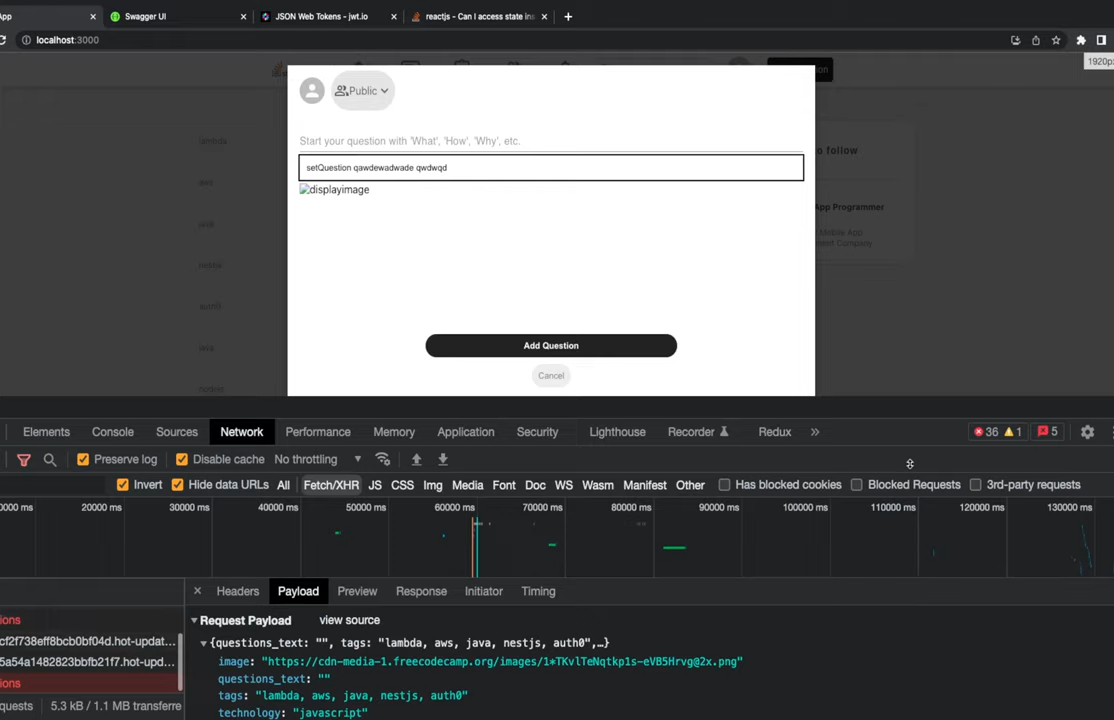 App
Swagger UI
JSON Web Tokens - jwt.io
reactjs - Can I access state ins
localhost:3000
1920p
Public
lambda
Start your question with 'What', 'How', 'Why', etc.
to follow
setQuestion qawdewadwade qwdwqd
aws
displayimage
App Programmer
java
Mobile App
Company
nestjs
auth0
java
Add Question
Cancel
Elements Console Sources Network Performance Memory Application Security Lighthouse Recorder Redux » 36 1 5
Preserve log Disable cache No throttling
Invert Hide data URLs All Fetch/XHR JS CSS Img Media Font Doc WS Wasm Manifest Other Has blocked cookies Blocked Requests 3rd-party requests
0000 ms 20000 ms 30000 ms 40000 ms 50000 ms 60000 ms 70000 ms 80000 ms 90000 ms 100000 ms 110000 ms 120000 ms 130000 ms
Headers Payload Preview Response Initiator Timing
ions
Request Payload view source
cf2f738eff8bcb0bf04d.hot-updat...
{questions_text: "", tags: "lambda, aws, java, nestjs, auth0",…}
5a54a1482823bbfb21f7.hot-upd...
image: "https://cdn-media-1.freecodecamp.org/images/1*TKvlTeNqtkp1s-eVB5Hrvg@2x.png"
ions
questions_text: ""
tags: "lambda, aws, java, nestjs, auth0"
quests 5.3 kB / 1.1 MB transferre
technology: "javascript"